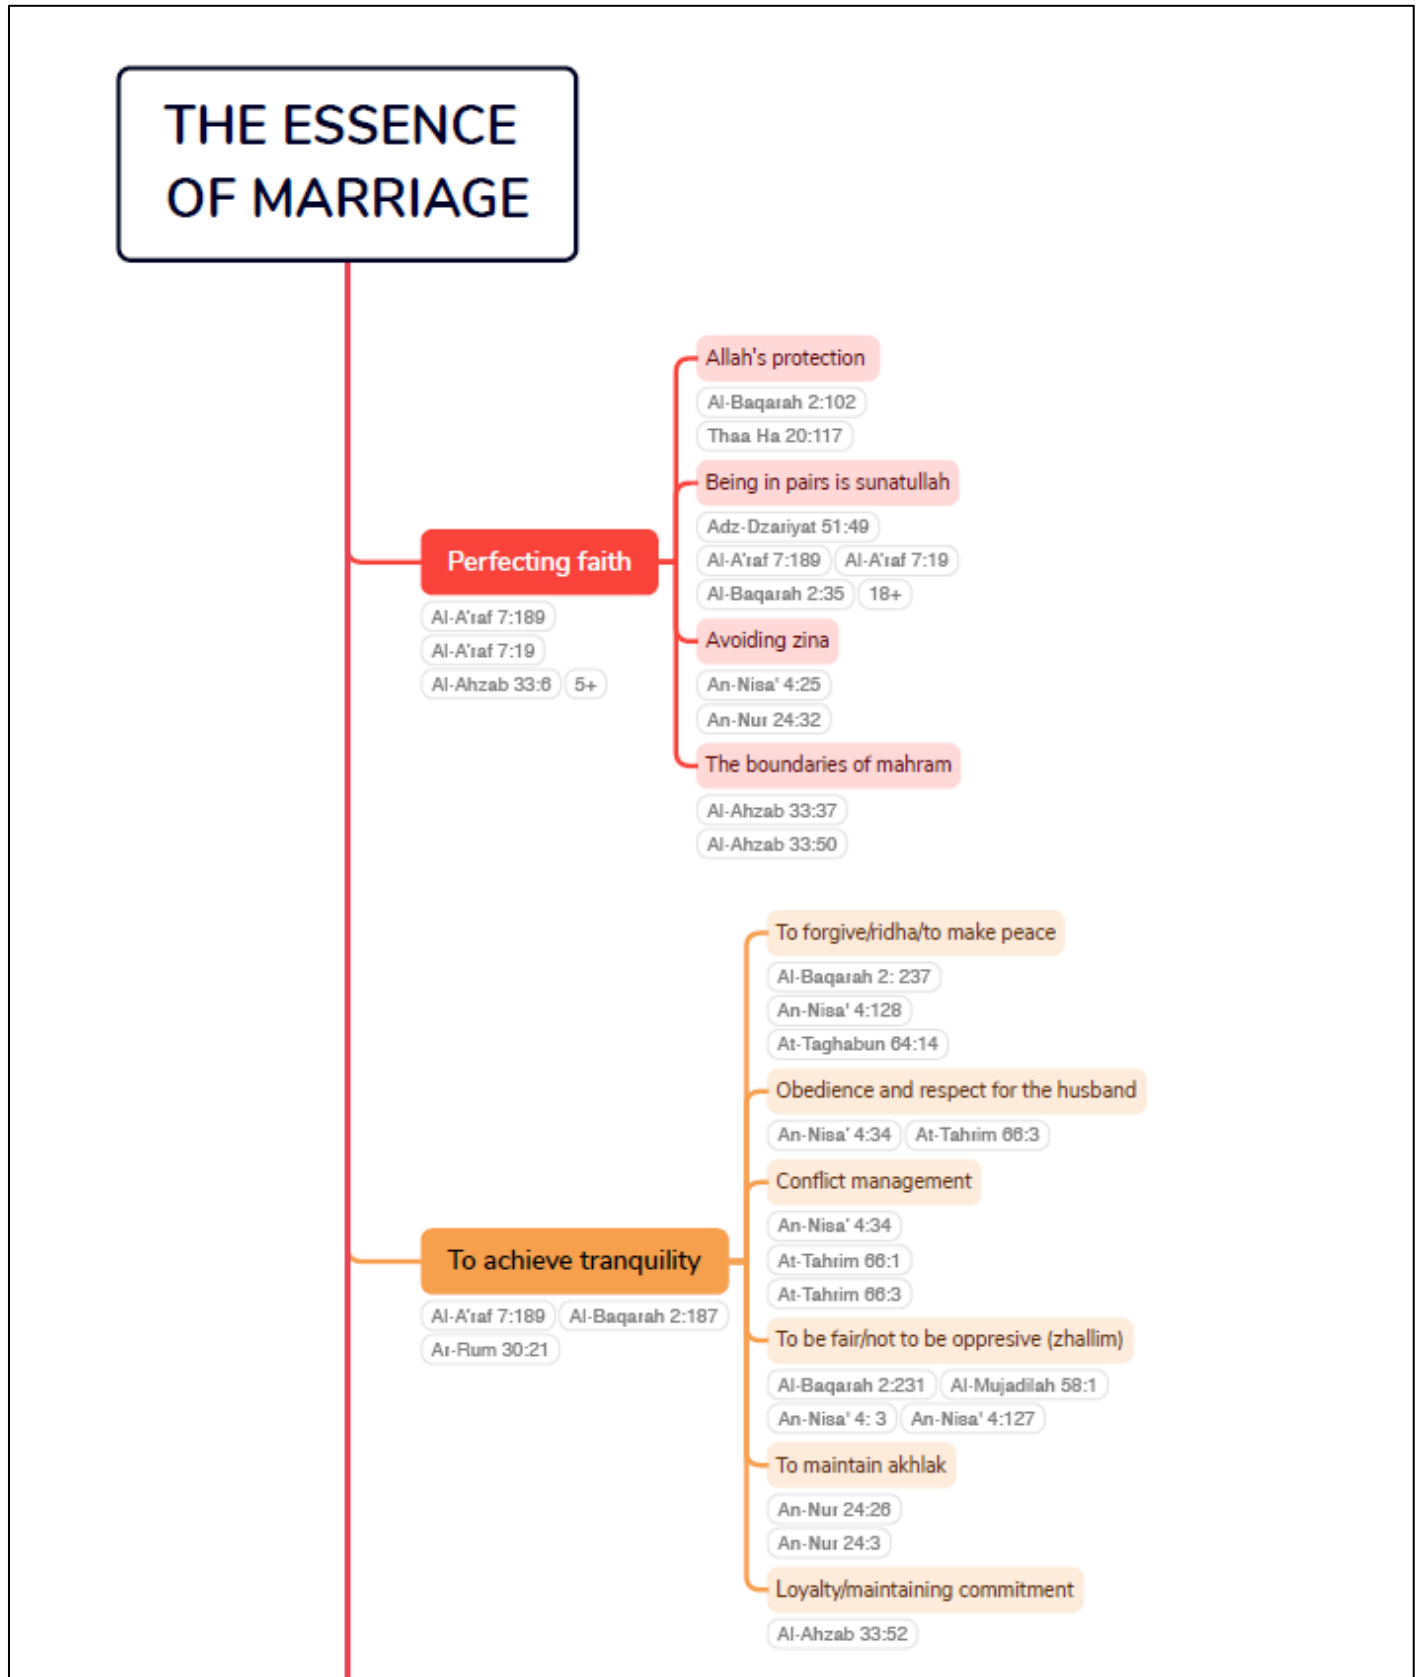 THE ESSENCE
OF MARRIAGE
Perfecting faith
Al-A'raf 7:189
Al-A'raf 7:19
Al-Ahzab 33:6 5+
Allah's protection
Al-Baqarah 2:102
Thaa Ha 20:117
Being in pairs is sunatullah
Adz-Dzariyat 51:49
Al-A'raf 7:189 Al-A'raf 7:19
Al-Baqarah 2:35 18+
Avoiding zina
An-Nisa' 4:25
An-Nur 24:32
The boundaries of mahram
Al-Ahzab 33:37
Al-Ahzab 33:50
To achieve tranquility
Al-A'raf 7:189 Al-Baqarah 2:187
Ar-Rum 30:21
To forgive/ridha/to make peace
Al-Baqarah 2: 237
An-Nisa' 4:128
At-Taghabun 64:14
Obedience and respect for the husband
An-Nisa' 4:34 At-Tahrim 66:3
Conflict management
An-Nisa' 4:34
At-Tahrim 66:1
At-Tahrim 66:3
To be fair/not to be oppresive (zhallim)
Al-Baqarah 2:231 Al-Mujadilah 58:1
An-Nisa' 4: 3 An-Nisa' 4:127
To maintain akhlak
An-Nur 24:26
An-Nur 24:3
Loyalty/maintaining commitment
Al-Ahzab 33:52